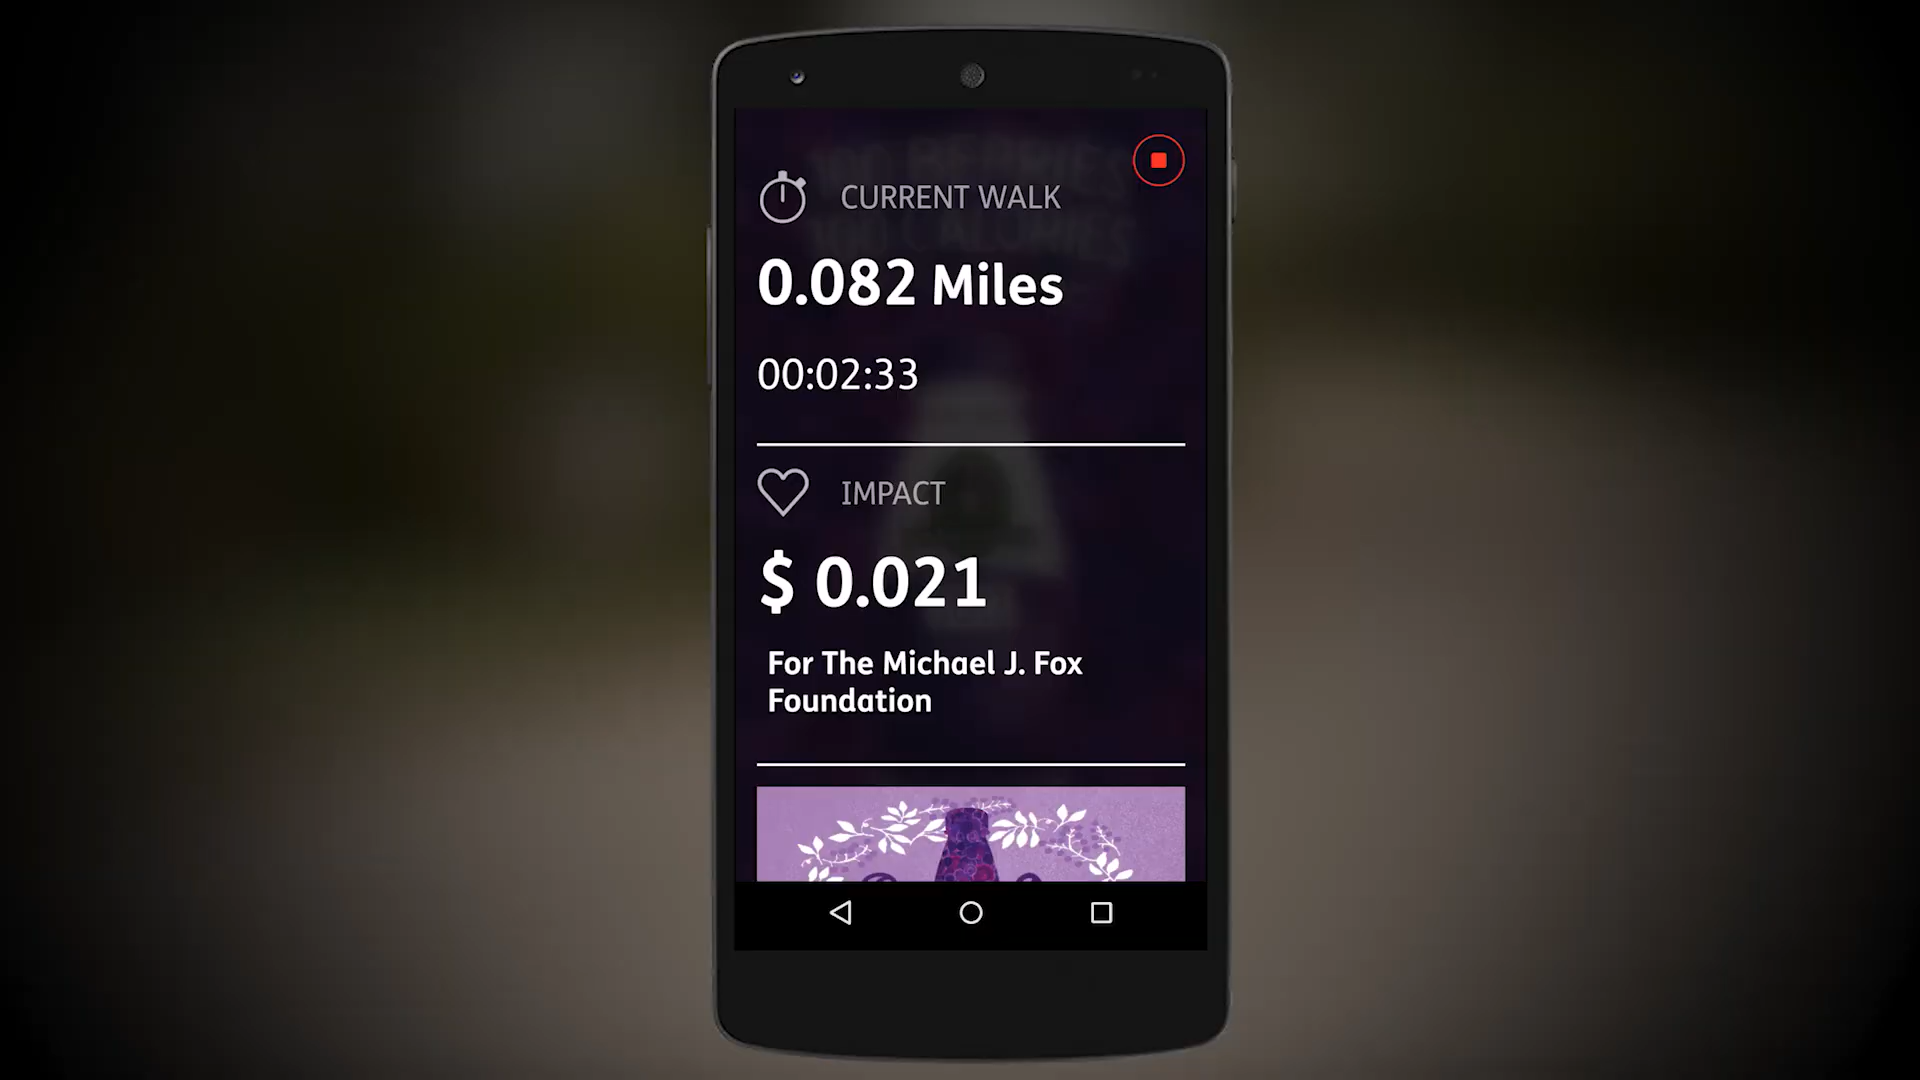 CURRENT WALK
0.082 Miles
00:02:33
IMPACT
$ 0.021
For The Michael J. Fox
Foundation